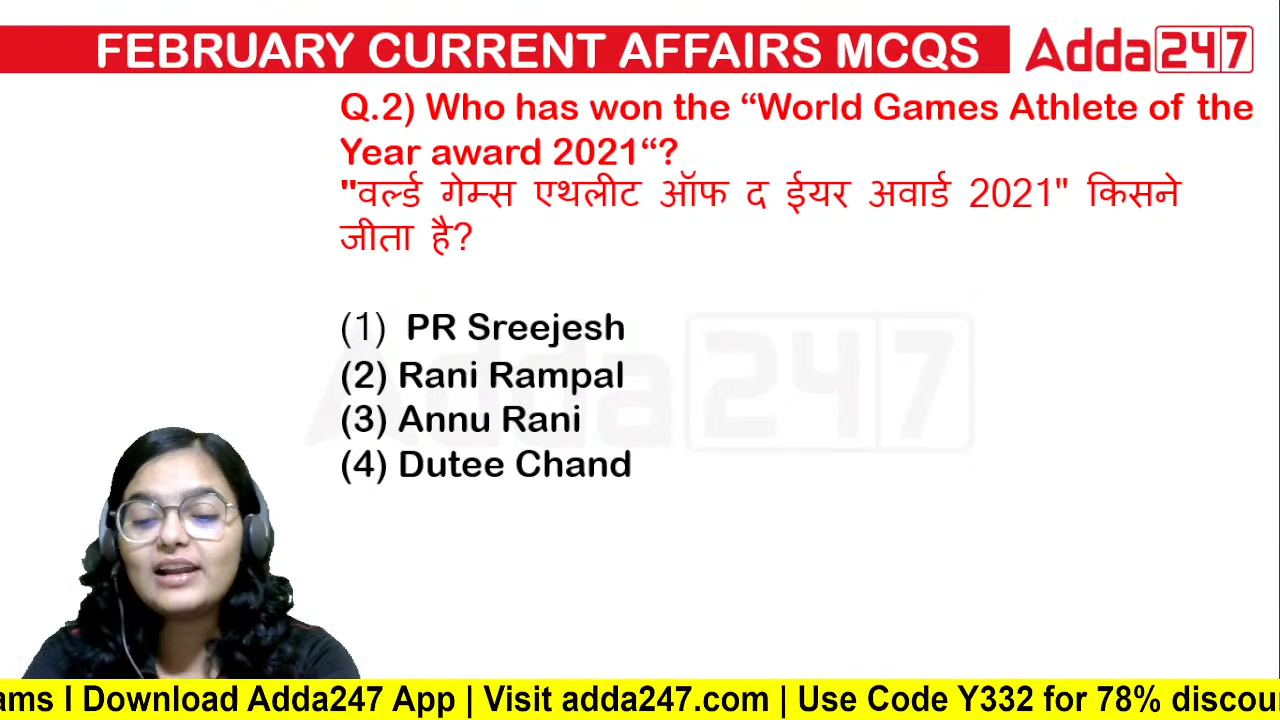 FEBRUARY CURRENT AFFAIRS MCQS
Adda247
Q.2) Who has won the “World Games Athlete of the
Year award 2021“?
"वर्ल्ड गेम्स एथलीट ऑफ द ईयर अवार्ड 2021" किसने
जीता है?
Adda247
(1) PR Sreejesh
(2) Rani Rampal
(3) Annu Rani
(4) Dutee Chand
ams I Download Adda247 App | Visit adda247.com | Use Code Y332 for 78% discou